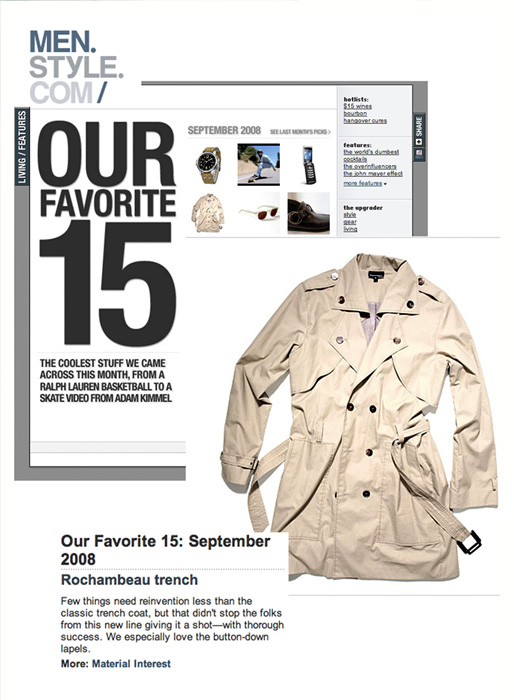 MEN.
STYLE.
COM/
LIVING / FEATURES
OUR
FAVORITE
15
THE COOLEST STUFF WE CAME
ACROSS THIS MONTH, FROM A
RALPH LAUREN BASKETBALL TO A
SKATE VIDEO FROM ADAM KIMMEL
SEPTEMBER 2008
SEE LAST MONTH'S PICKS >
hotlists:
$15 wines
bourbon
hangover cures
features:
the world's dumbest
cocktails
the overinfluencers
the john mayer effect
more features
the upgrader
style
gear
living
SHARE
Our Favorite 15: September
2008
Rochambeau trench
Few things need reinvention less than the
classic trench coat, but that didn't stop the folks
from this new line giving it a shot—with thorough
success. We especially love the button-down
lapels.
More: Material Interest